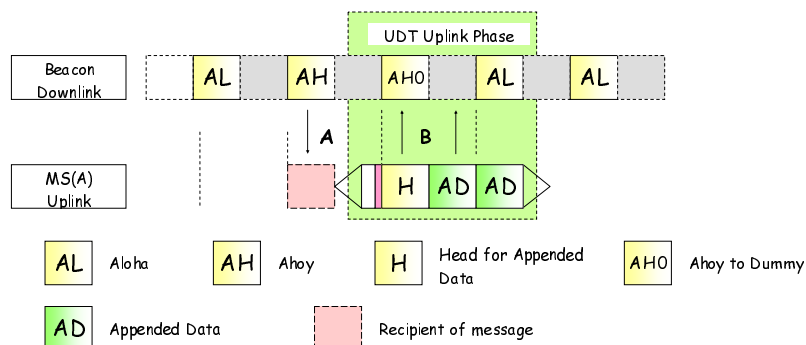 UDT Uplink Phase
Beacon
Downlink
AL
AH
AH0
AL
AL
A
B
MS(A)
Uplink
H
AD
AD
AL
Aloha
AH
Ahoy
H
Head for Appended
Data
AH0
Ahoy to Dummy
AD
Appended Data
Recipient of message